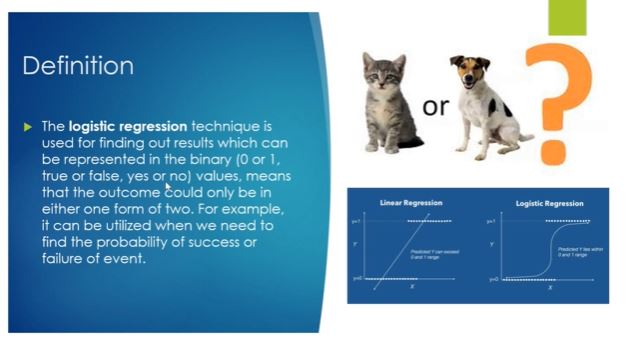 Definition
The logistic regression technique is
used for finding out results which can
be represented in the binary (0 or 1,
true or false, yes or no) values, means
that the outcome could only be in
either one form of two. For example,
it can be utilized when we need to
find the probability of success or
failure of event.
or
?
Linear Regression
y=1
Y
Predicted Y can exceed
0 and 1 range
y=0
X
Logistic Regression
y=1
Y
Predicted Y lies within
0 and 1 range
y=0
X